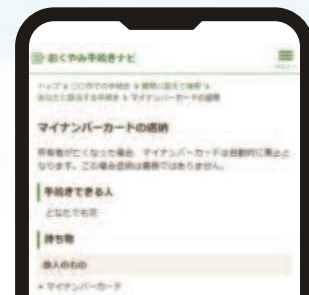 おくやみ手続きナビ
メニュー
トップ > 〇〇市での手続き > 質問に答えて検索 >
あなたに該当する手続き > マイナンバーカードの返納
マイナンバーカードの返納
所有者が亡くなった場合、マイナンバーカードは自動的に廃止と
なります。この場合返納は義務ではありません。
手続きできる人
どなたでも可
持ち物
故人のもの
• マイナンバーカード